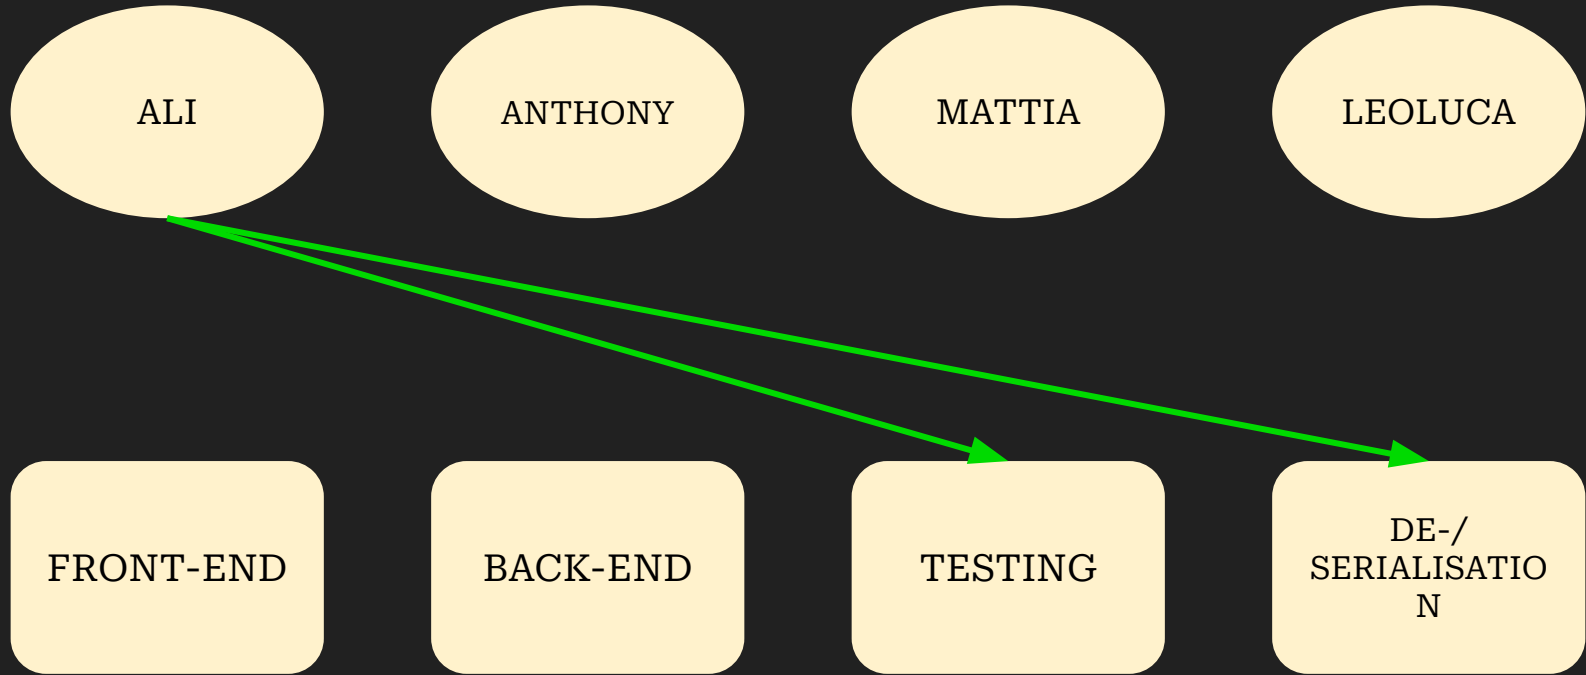 ALI
ANTHONY
MATTIA
LEOLUCA
FRONT-END
BACK-END
TESTING
DE-/
SERIALISATIO
N